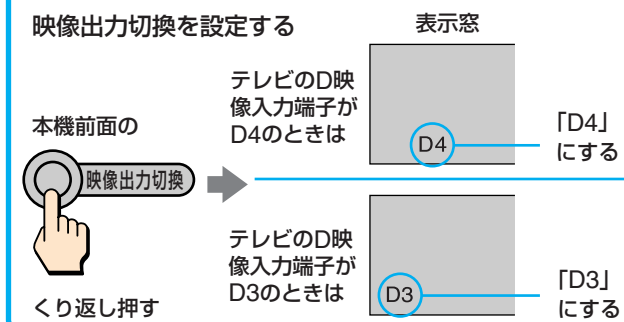 映像出力切換を設定する
表示窓
本機前面の
映像出力切換
くり返し押す
テレビのD映
像入力端子が
D4のときは
D4
「D4」
にする
テレビのD映
像入力端子が
D3のときは
D3
「D3」
にする